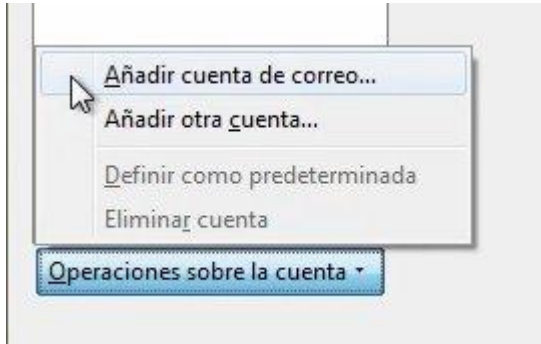 Añadir cuenta de correo...
Añadir otra cuenta...
Definir como predeterminada
Eliminar cuenta
Operaciones sobre la cuenta